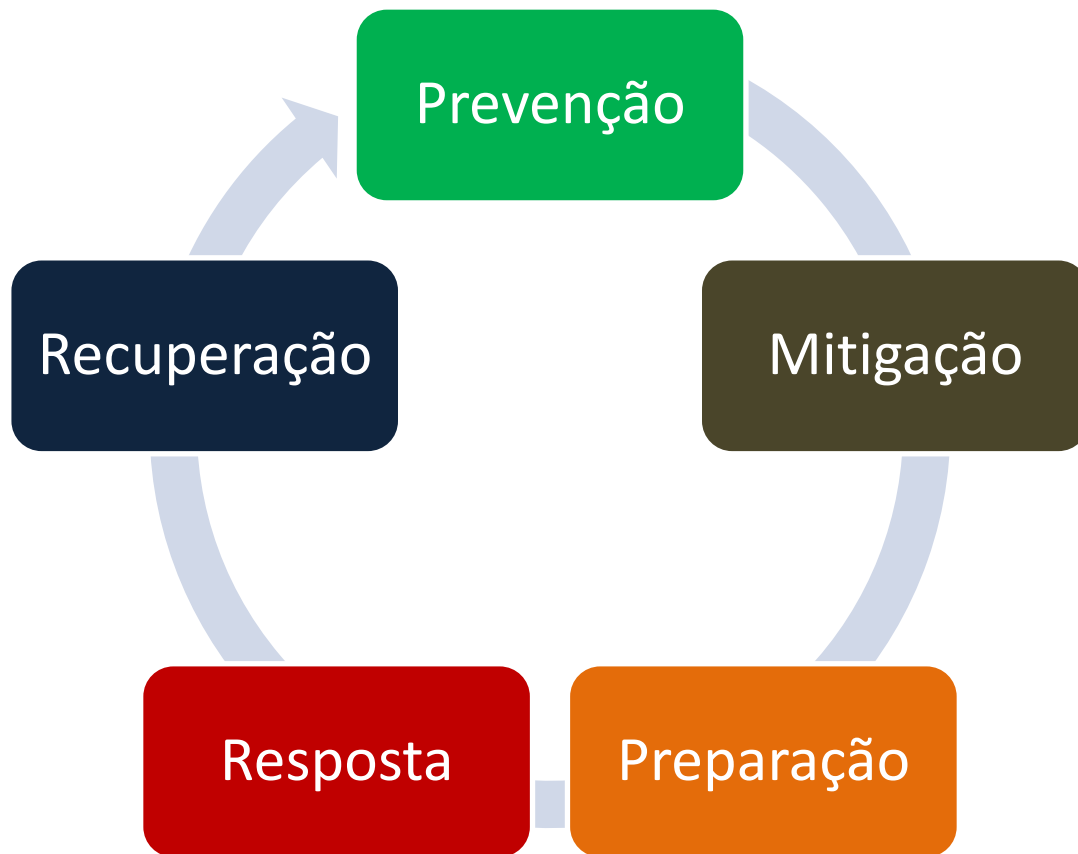 Prevenção
Mitigação
Preparação
Resposta
Recuperação